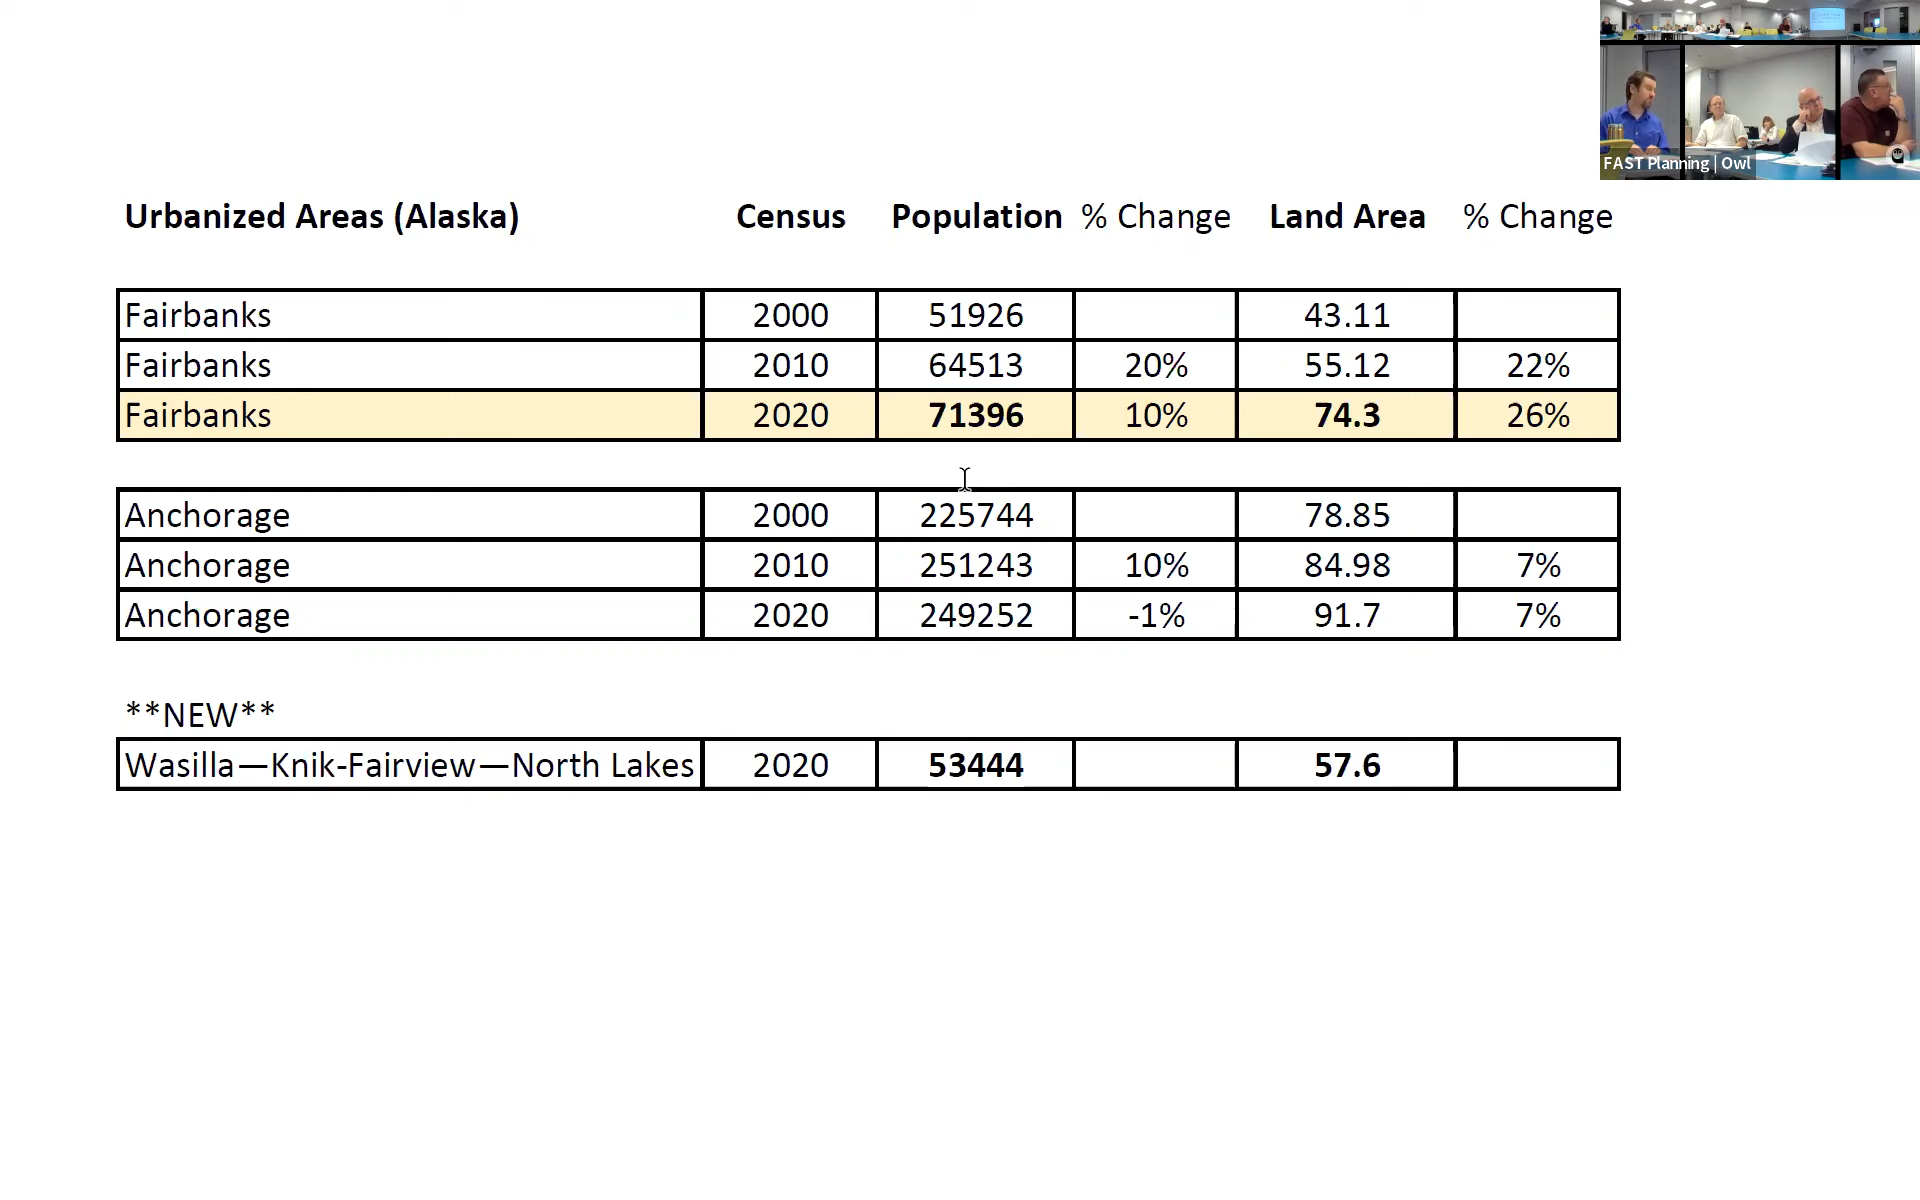 FAST Planning | Owl
Urbanized Areas (Alaska) Census Population % Change Land Area % Change
Fairbanks 2000 51926 43.11
Fairbanks 2010 64513 20% 55.12 22%
Fairbanks 2020 71396 10% 74.3 26%
Anchorage 2000 225744 78.85
Anchorage 2010 251243 10% 84.98 7%
Anchorage 2020 249252 -1% 91.7 7%
**NEW**
Wasilla—Knik-Fairview—North Lakes 2020 53444 57.6